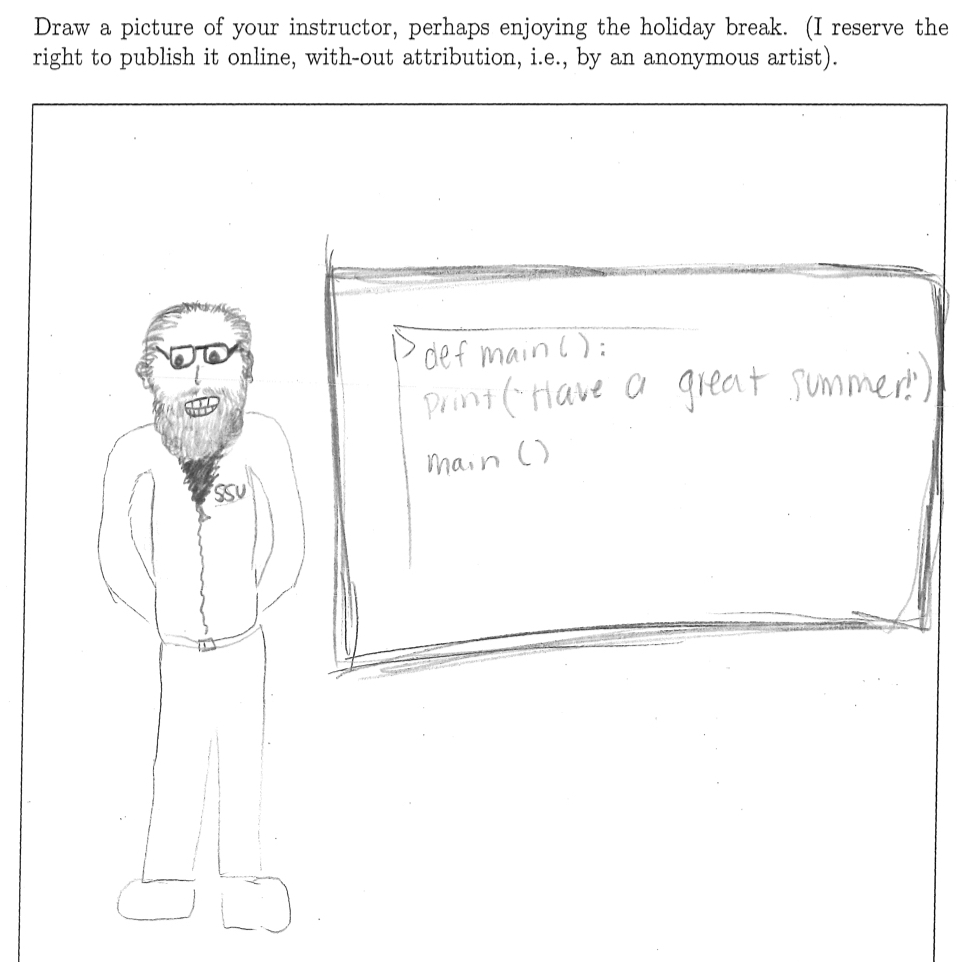 Draw a picture of your instructor, perhaps enjoying the holiday break. (I reserve the
right to publish it online, with-out attribution, i.e., by an anonymous artist).
> def main():
print("Have a great summer!")
main()
SSU